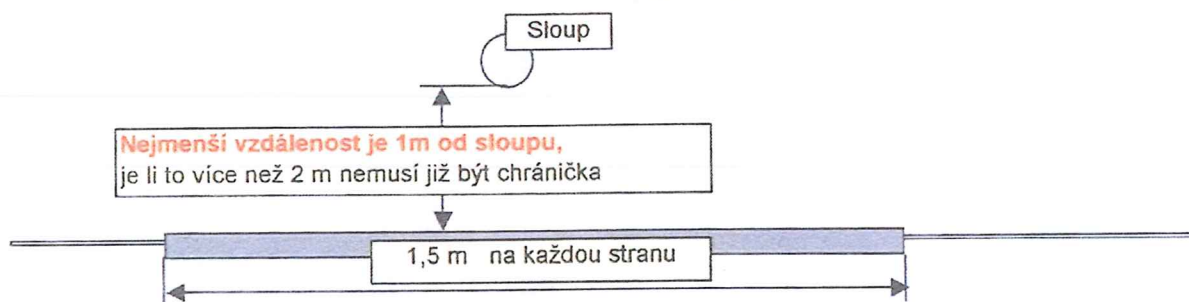 Sloup
Nejmenší vzdálenost je 1m od sloupu,
je li to více než 2 m nemusí již být chránička
1,5 m na každou stranu